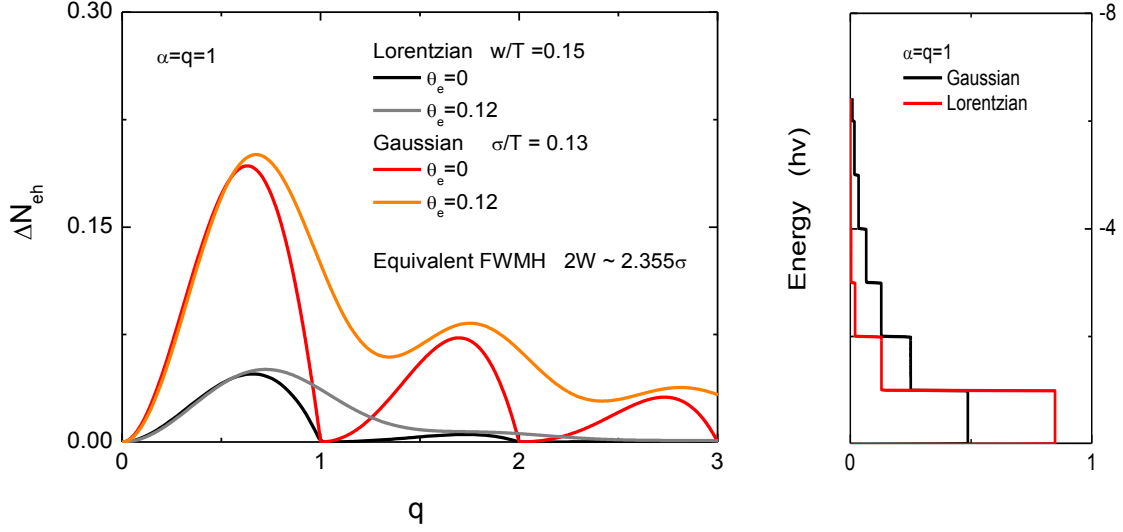 0.30
α=q=1
Lorentzian w/T =0.15
θe=0
θe=0.12
Gaussian σ/T = 0.13
θe=0
θe=0.12
Equivalent FWMH 2W ~ 2.355σ
0.15
0.00
ΔNeh
0 1 2 3
q
α=q=1
Gaussian
Lorentzian
Energy (hν)
-8
-4
0 1